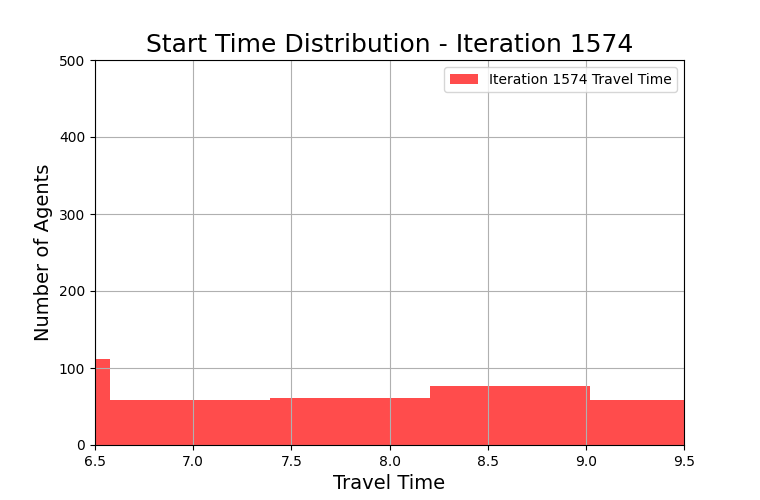 Start Time Distribution - Iteration 1574
Iteration 1574 Travel Time
Number of Agents
500
400
300
200
100
0
6.5 7.0 7.5 8.0 8.5 9.0 9.5
Travel Time